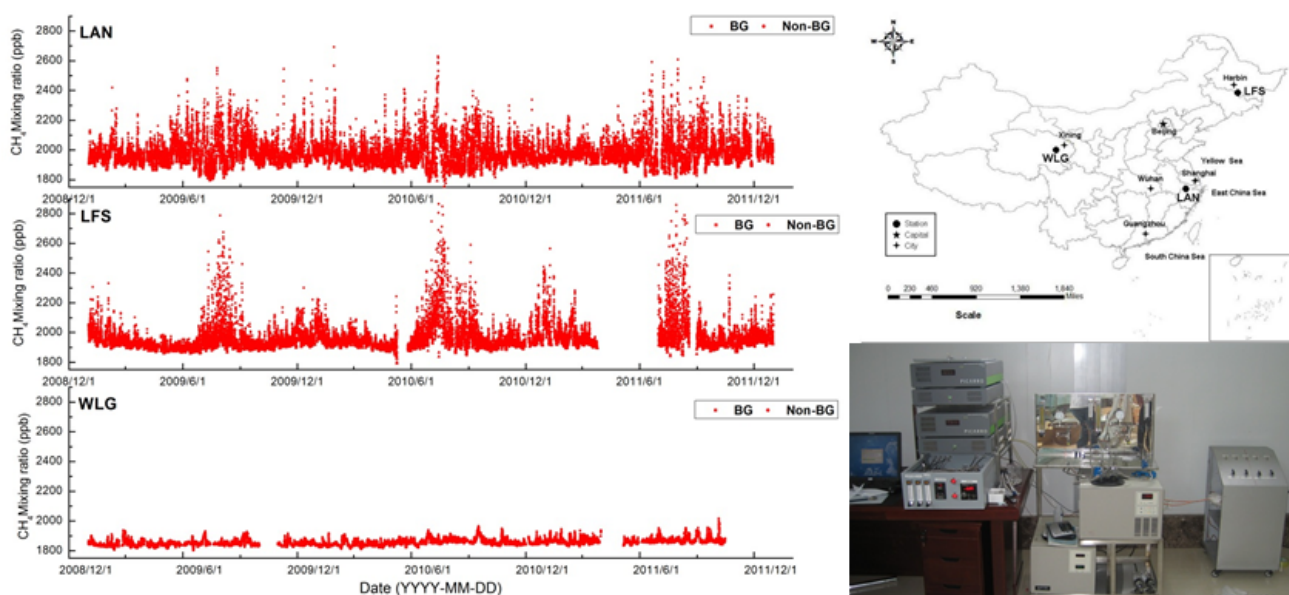 LAN
BG Non-BG
CH4 Mixing ratio (ppb)
2800
2600
2400
2200
2000
1800
2008/12/1 2009/6/1 2009/12/1 2010/6/1 2010/12/1 2011/6/1 2011/12/1
LFS
BG Non-BG
CH4 Mixing ratio (ppb)
2800
2600
2400
2200
2000
1800
2008/12/1 2009/6/1 2009/12/1 2010/6/1 2010/12/1 2011/6/1 2011/12/1
WLG
BG Non-BG
CH4 Mixing ratio (ppb)
2800
2600
2400
2200
2000
1800
2008/12/1 2009/6/1 2009/12/1 2010/6/1 2010/12/1 2011/6/1 2011/12/1
Date (YYYY-MM-DD)
N
W E
S
Harbin
LFS
Beijing
Xining
WLG
Yellow Sea
Shanghai
Wuhan
East China Sea
LAN
Guangzhou
South China Sea
Station
Capital
City
0 230 460 920 1,380 1,840
Miles
Scale
PICARRO
PICARRO